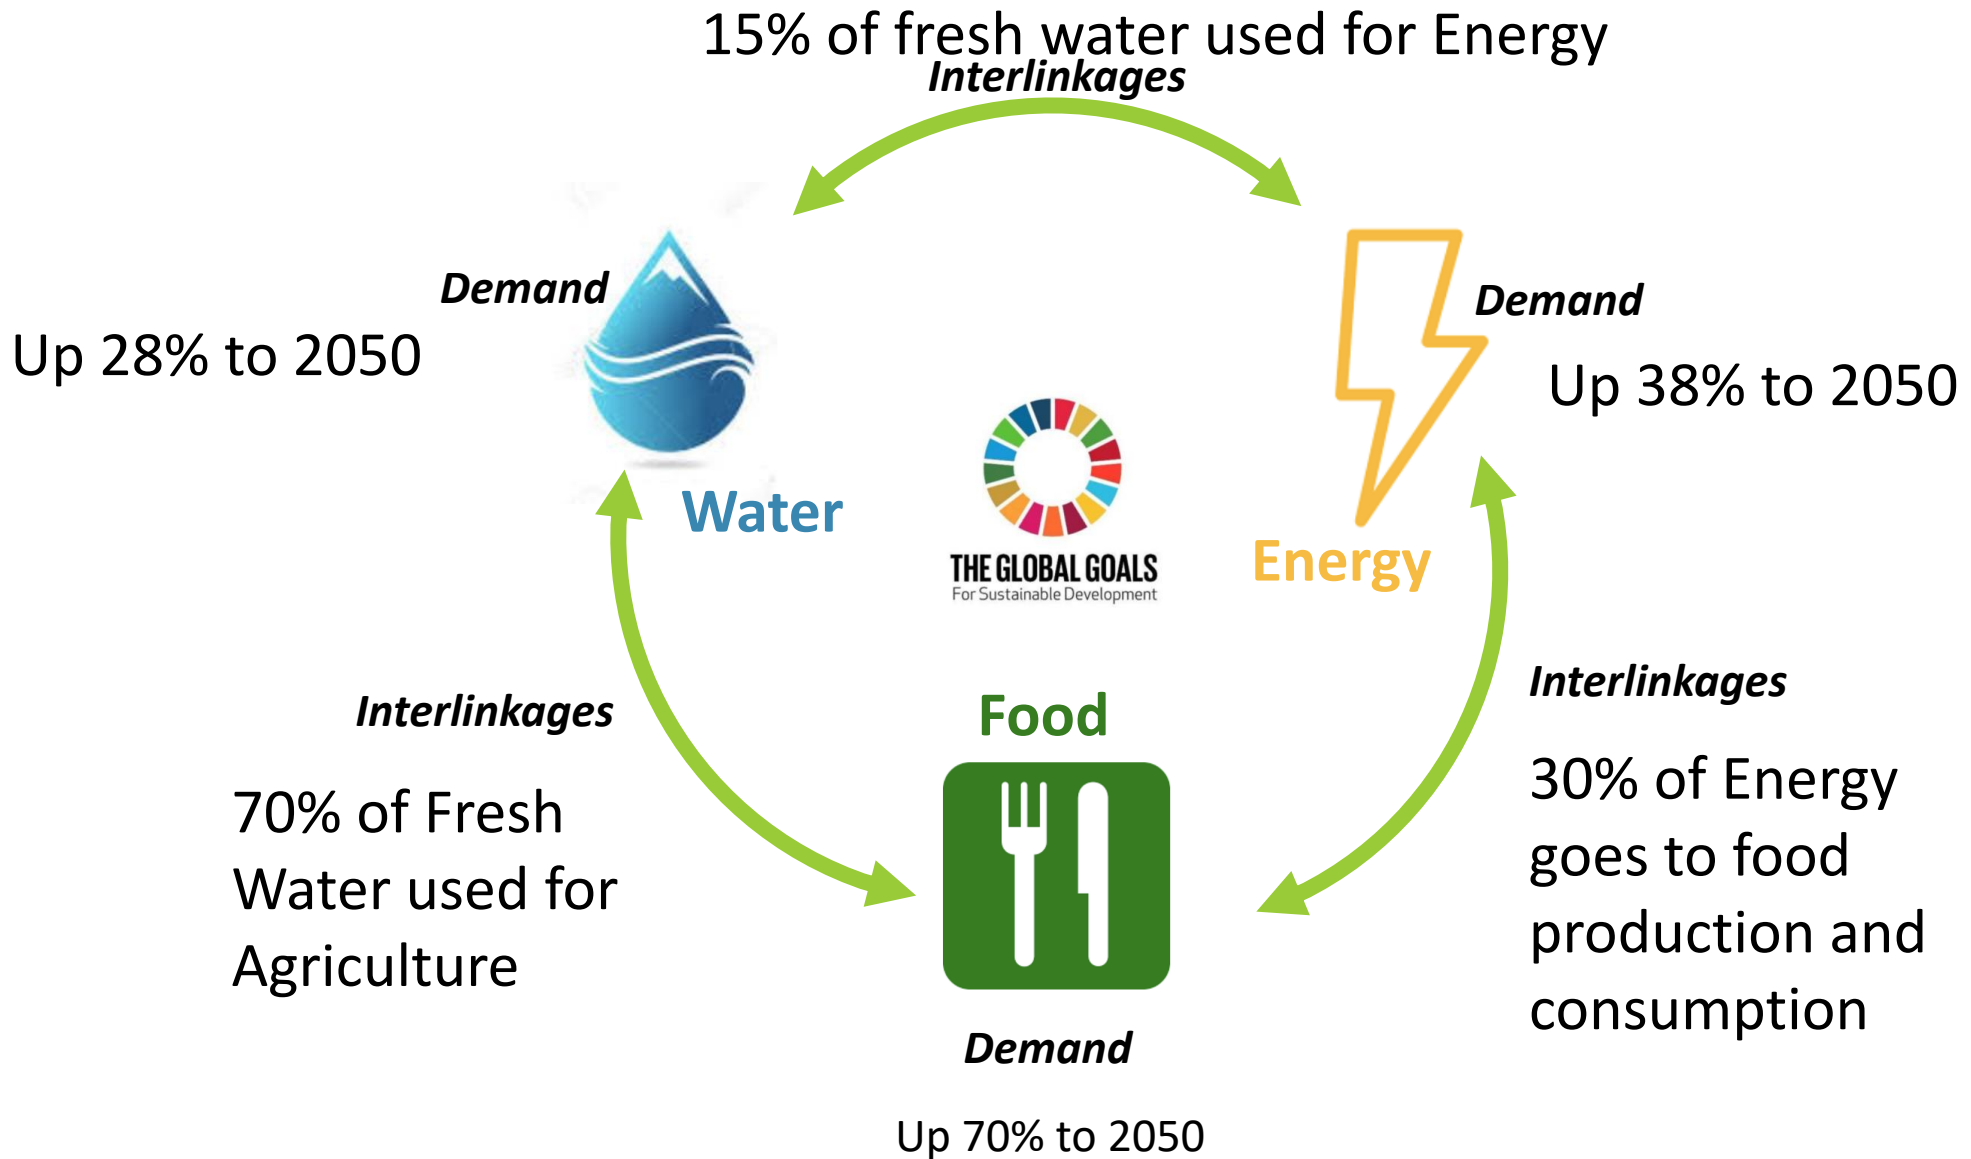 15% of fresh water used for Energy
Interlinkages
Demand
Up 28% to 2050
Demand
Up 38% to 2050
Water
THE GLOBAL GOALS
For Sustainable Development
Energy
Interlinkages
70% of Fresh
Water used for
Agriculture
Food
Interlinkages
30% of Energy
goes to food
production and
consumption
Demand
Up 70% to 2050